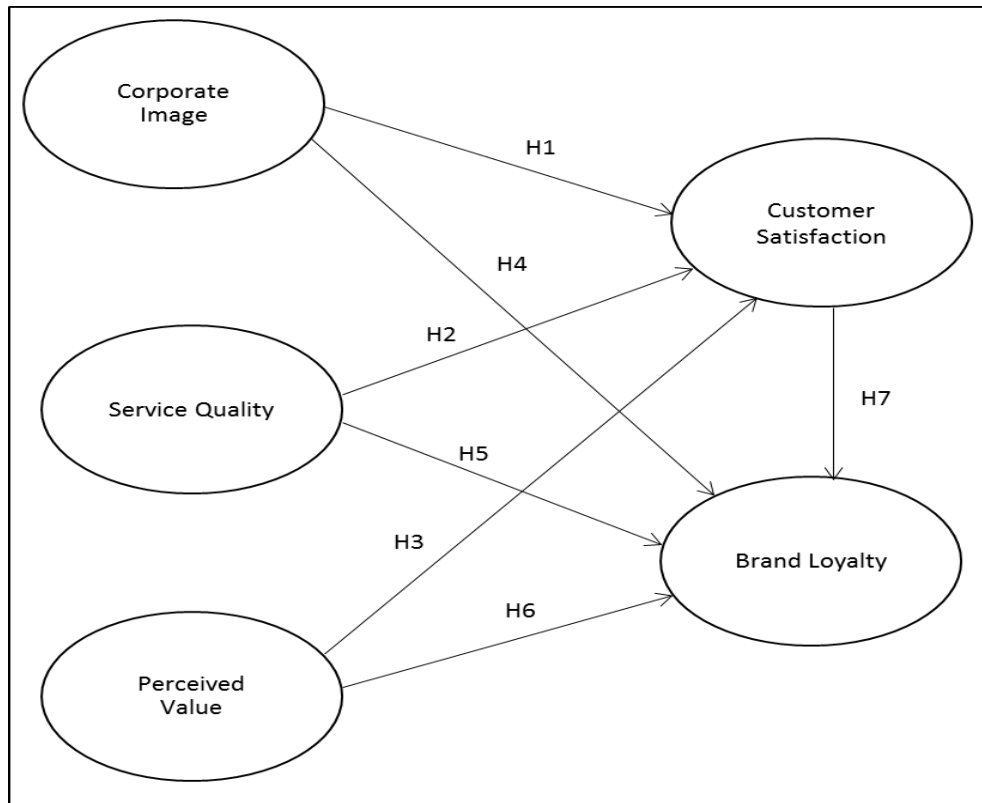 Corporate
Image
H1
Customer
Satisfaction
H4
H2
Service Quality
H7
H5
H3
Brand Loyalty
H6
Perceived
Value